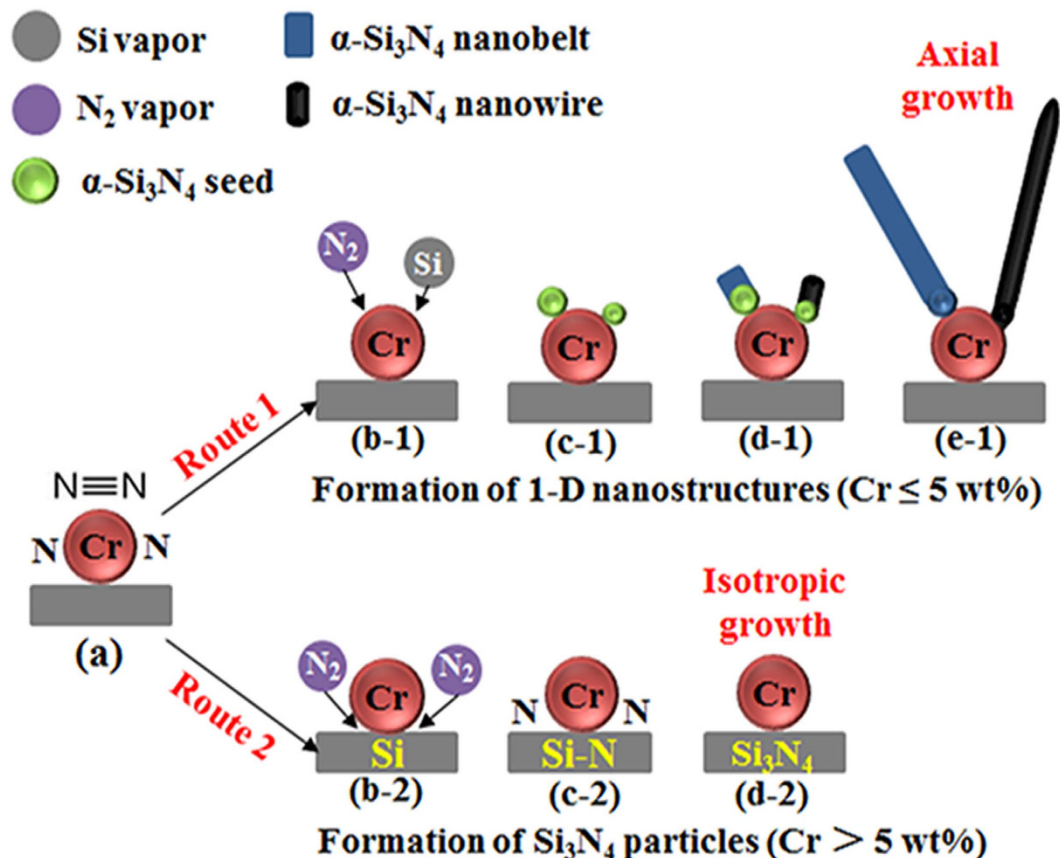 Si vapor
α-Si₃N₄ nanobelt
N₂ vapor
α-Si₃N₄ nanowire
α-Si₃N₄ seed
Axial
growth
N₂
Si
Cr
Cr
Cr
Cr
(b-1)
(c-1)
(d-1)
(e-1)
Route 1
Formation of 1-D nanostructures (Cr ≤ 5 wt%)
N≡N
N Cr N
(a)
Route 2
Isotropic
growth
N₂ Cr N₂
N Cr N
Cr
Si
Si-N
Si₃N₄
(b-2)
(c-2)
(d-2)
Formation of Si₃N₄ particles (Cr > 5 wt%)